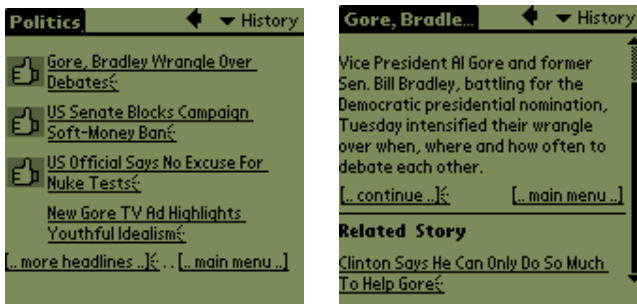 Politics
History
Gore, Bradley Wrangle Over
Debates
US Senate Blocks Campaign
Soft-Money Ban
US Official Says No Excuse For
Nuke Tests
New Gore TV Ad Highlights
Youthful Idealism
[.. more headlines ..] . . [.. main menu ..]
Gore, Bradle...
History
Vice President Al Gore and former
Sen. Bill Bradley, battling for the
Democratic presidential nomination,
Tuesday intensified their wrangle
over when, where and how often to
debate each other.
[.. continue ..] [.. main menu ..]
Related Story
Clinton Says He Can Only Do So Much
To Help Gore